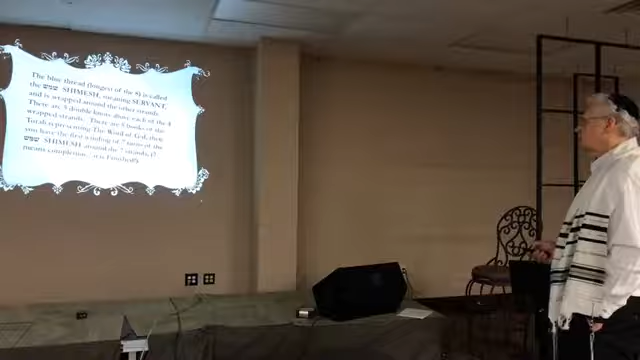 The blue thread (longest of the 8) is called
the שמש SHIMESH, meaning SERVANT,
and is wrapped around the other strands.
There are 5 double knots above each of the 4
wrapped strands. There are 5 books of the
Torah representing The Word of God, then
you have the first winding of 7 turns of the
שמש SHIMESH around the 7 strands, (7
means completion, "it is Finished")